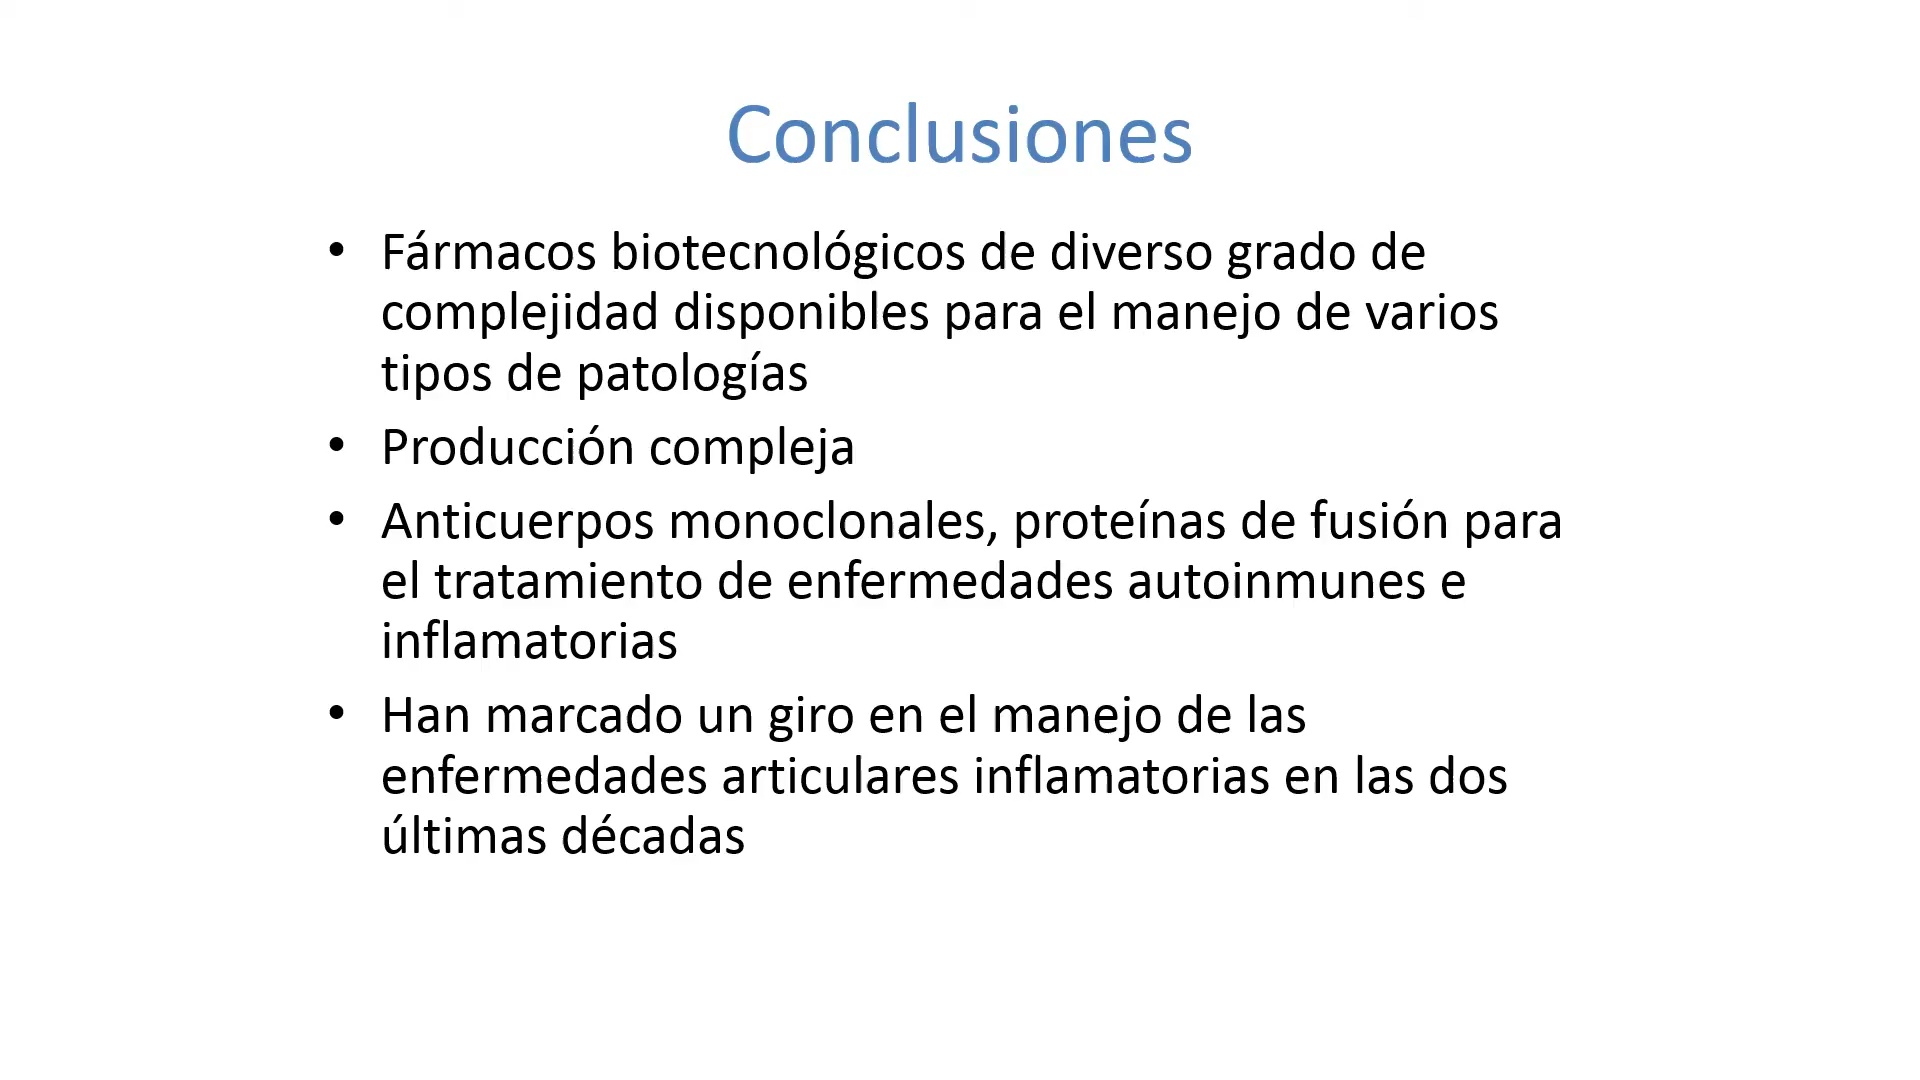 Conclusiones
• Fármacos biotecnológicos de diverso grado de
complejidad disponibles para el manejo de varios
tipos de patologías
• Producción compleja
• Anticuerpos monoclonales, proteínas de fusión para
el tratamiento de enfermedades autoinmunes e
inflamatorias
• Han marcado un giro en el manejo de las
enfermedades articulares inflamatorias en las dos
últimas décadas